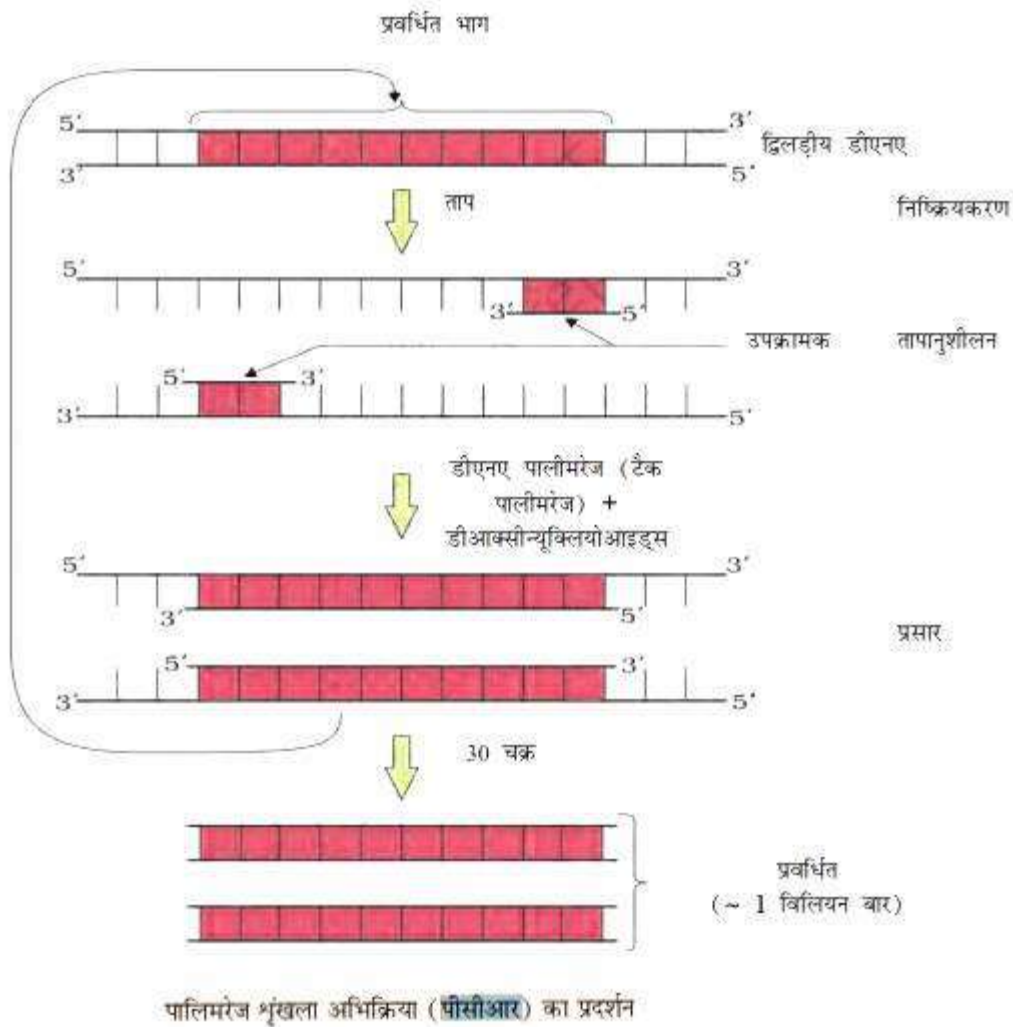 प्रवर्धित भाग
5′ 3′
द्विलड़ीय डीएनए
3′ 5′
ताप
निष्क्रियकरण
5′ 3′
3′ 5′
उपक्रामक तापानुशीलन
5′ 3′
3′ 5′
डीएनए पालीमरेज (टैक
पालीमरेज) +
डीआक्सीन्यूक्लियोआइड्स
5′ 3′
3′ 5′
प्रसार
5′ 3′
3′ 5′
30 चक्र
प्रवर्धित
(~ 1 विलियन बार)
पालिमरेज शृंखला अभिक्रिया (पीसीआर) का प्रदर्शन